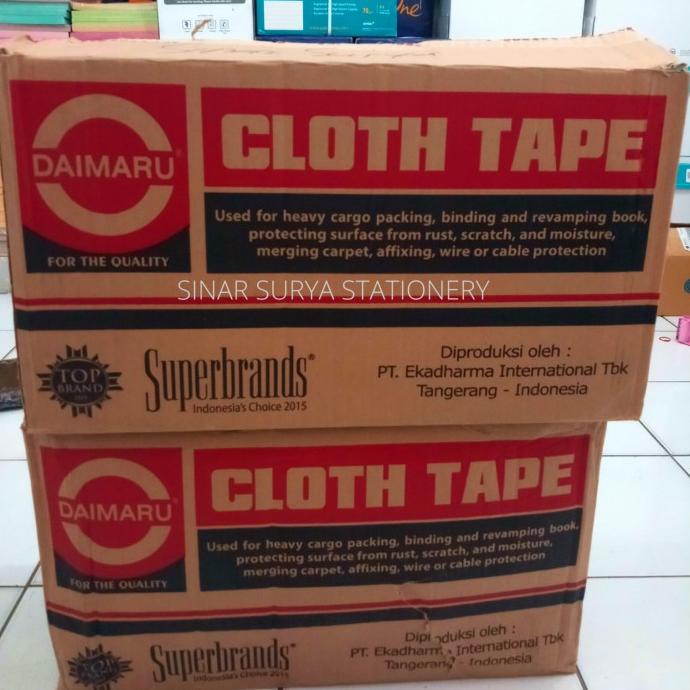 DAIMARU®
FOR THE QUALITY
CLOTH TAPE
Used for heavy cargo packing, binding and revamping book,
protecting surface from rust, scratch, and moisture,
merging carpet, affixing, wire or cable protection
SINAR SURYA STATIONERY
TOP
BRAND
Superbrands®
Indonesia's Choice 2015
Diproduksi oleh :
PT. Ekadharma International Tbk
Tangerang - Indonesia
DAIMARU®
FOR THE QUALITY
CLOTH TAPE
Used for heavy cargo packing, binding and revamping book,
protecting surface from rust, scratch, and moisture,
merging carpet, affixing, wire or cable protection
TOP
BRAND
Superbrands®
Indonesia's Choice 2015
Diproduksi oleh :
PT. Ekadharma International Tbk
Tangerang - Indonesia